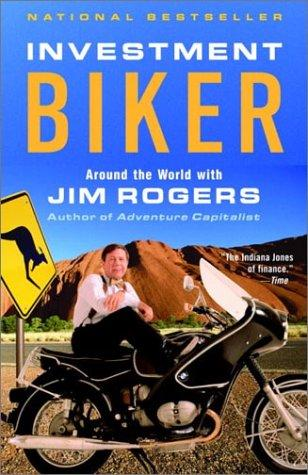 NATIONAL BESTSELLER
INVESTMENT
BIKER
Around the World with
JIM ROGERS
Author of Adventure Capitalist
"The Indiana Jones
of finance."
—Time